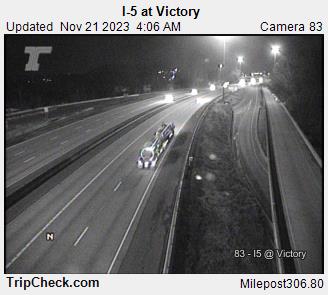 I-5 at Victory
Updated Nov 21 2023 4:06 AM Camera 83
T
N
83 - I5 @ Victory
TripCheck.com Milepost306.80